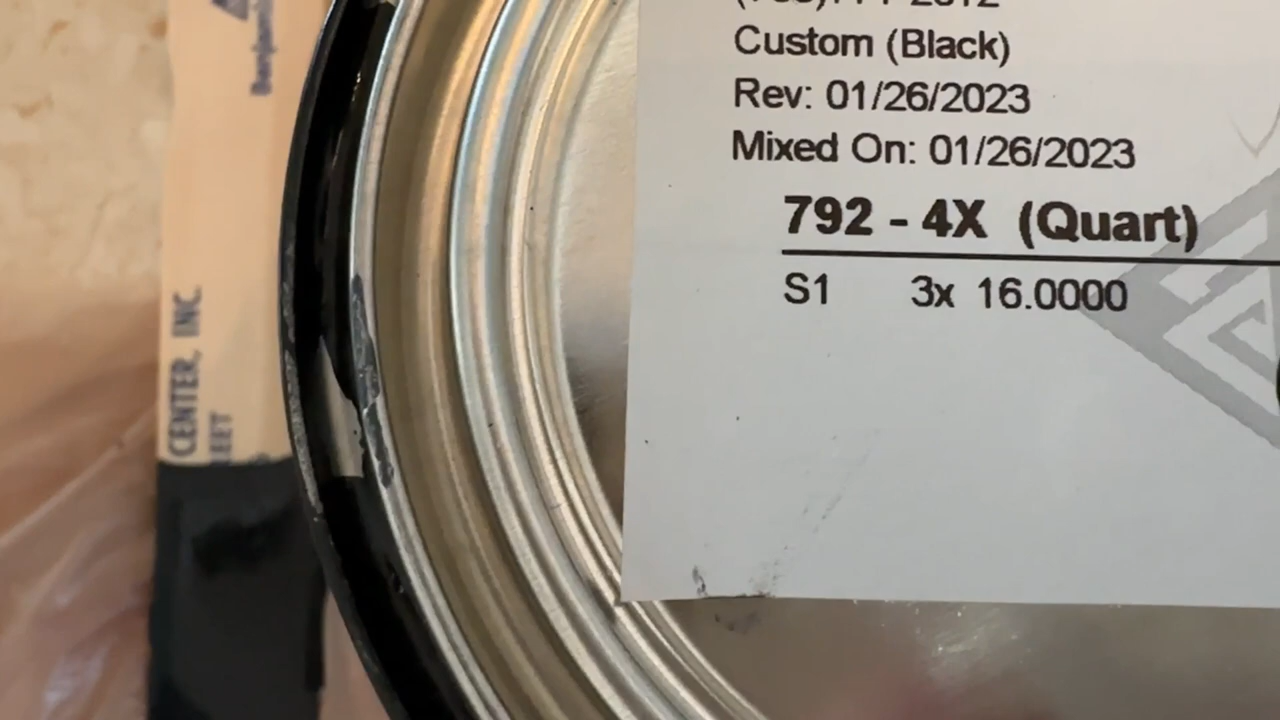 Custom (Black)
Rev: 01/26/2023
Mixed On: 01/26/2023
792 - 4X (Quart)
S1 3x 16.0000
CENTER, INC.